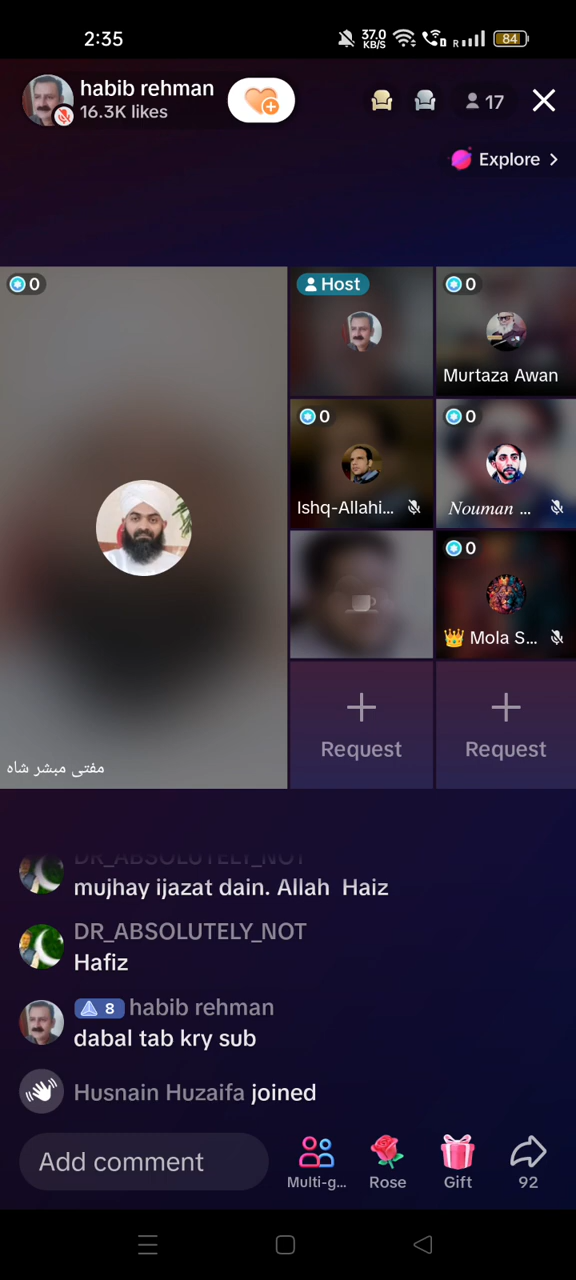 2:35
37.0
KB/S
R
84
habib rehman
16.3K likes
17
Explore
0
Host
0
Murtaza Awan
0
Ishq-Allahi...
0
Nouman ...
0
👑 Mola S...
Request
Request
مفتی مبشر شاہ
DR_ABSOLUTELY_NOT
mujhay ijazat dain. Allah Haiz
DR_ABSOLUTELY_NOT
Hafiz
8 habib rehman
dabal tab kry sub
Husnain Huzaifa joined
Add comment
Multi-g...
Rose
Gift
92